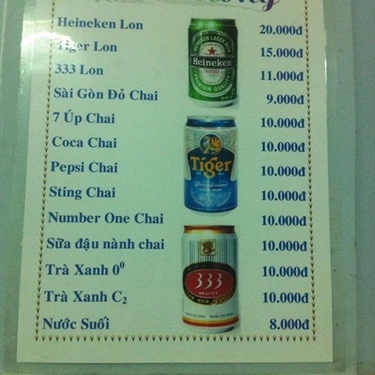 Heineken Lon 20.000đ
Tiger Lon 15.000đ
333 Lon 11.000đ
Sài Gòn Đỏ Chai 9.000đ
7 Úp Chai 10.000đ
Coca Chai 10.000đ
Pepsi Chai 10.000đ
Sting Chai 10.000đ
Number One Chai 10.000đ
Sữa đậu nành chai 10.000đ
Trà Xanh 0⁰ 10.000đ
Trà Xanh C₂ 10.000đ
Nước Suối 8.000đ
Heineken
Tiger
333